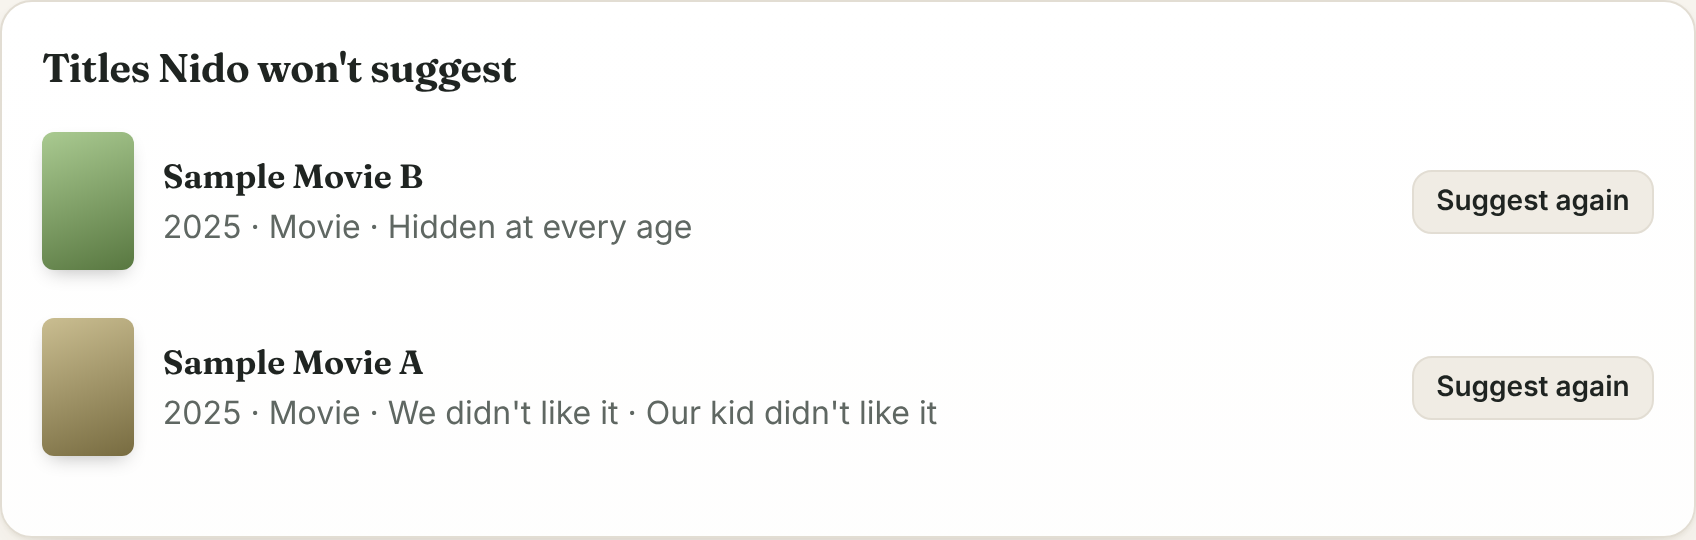 Titles Nido won't suggest
Sample Movie B
2025 · Movie · Hidden at every age
Suggest again
Sample Movie A
2025 · Movie · We didn't like it · Our kid didn't like it
Suggest again